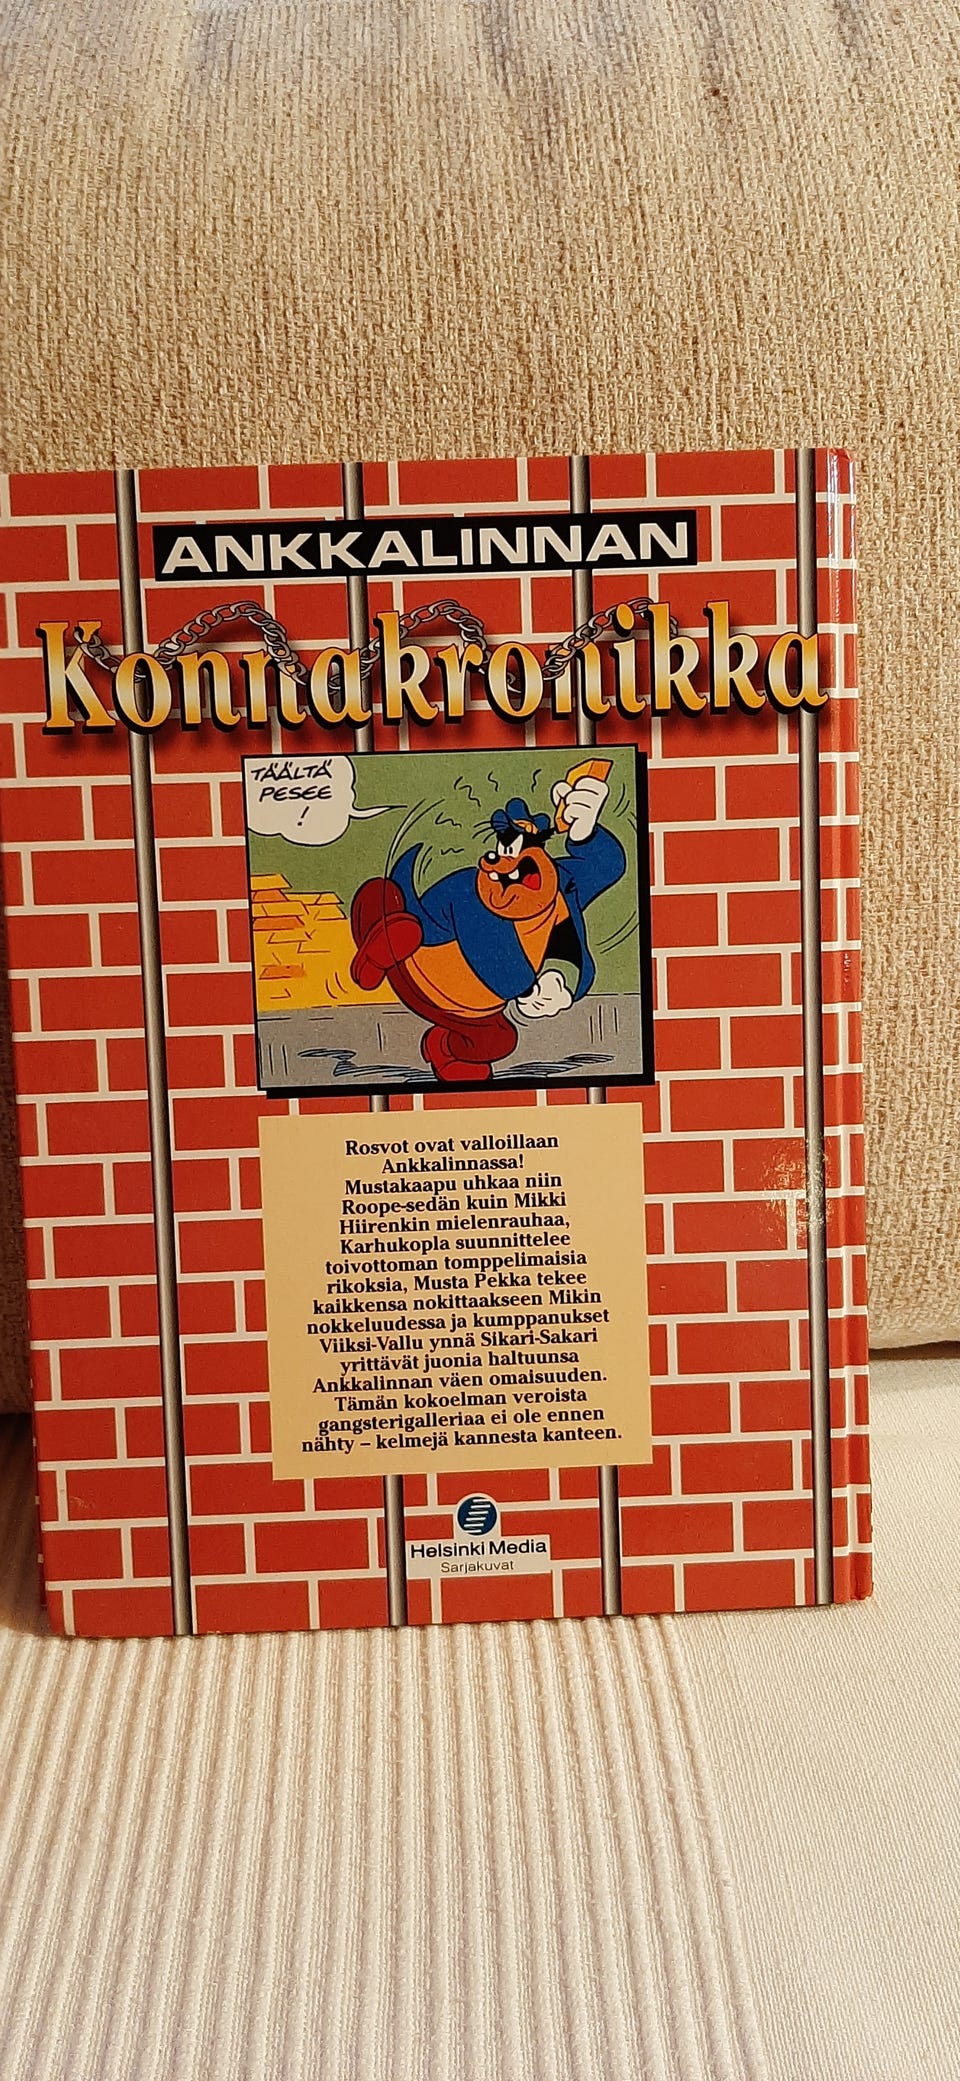 ANKKALINNAN
Konnakronikka
TÄÄLTÄ
PESEE
!
Rosvot ovat valloillaan
Ankkalinnassa!
Mustakaapu uhkaa niin
Roope-sedän kuin Mikki
Hiirenkin mielenrauhaa,
Karhukopla suunnittelee
toivottoman tomppelimaisia
rikoksia, Musta Pekka tekee
kaikkensa nokittaakseen Mikin
nokkeluudessa ja kumppanukset
Viiksi-Vallu ynnä Sikari-Sakari
yrittävät juonia haltuunsa
Ankkalinnan väen omaisuuden.
Tämän kokoelman veroista
gangsterigalleriaa ei ole ennen
nähty – kelmejä kannesta kanteen.
Helsinki Media
Sarjakuvat